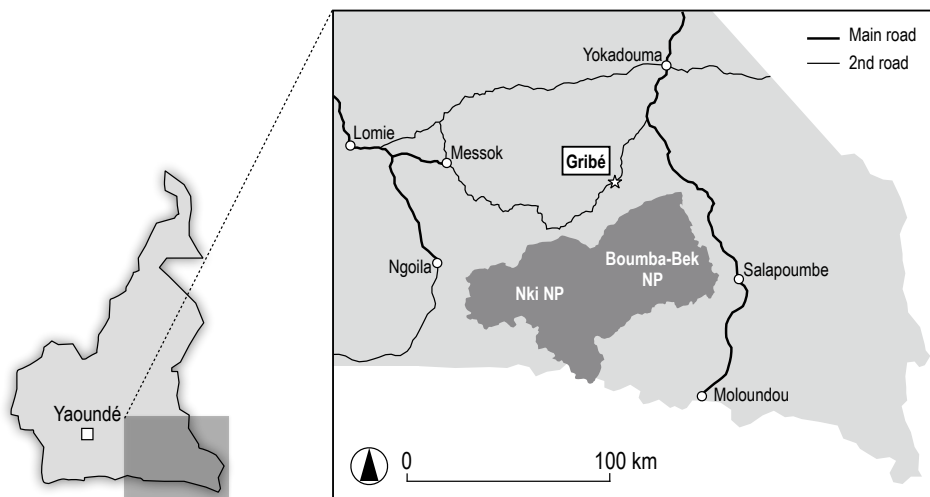 Main road
2nd road
Yokadouma
Lomie
Messok
Gribé
Ngoila
Boumba-Bek
NP
Nki NP
Salapoumbe
Moloundou
Yaoundé
0
100 km